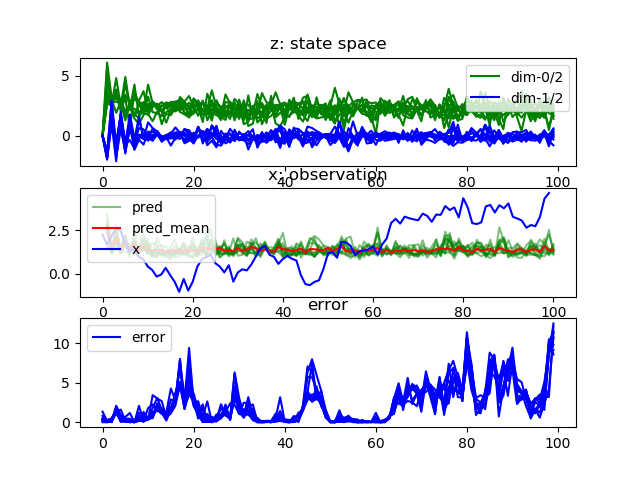 z: state space
5
0
dim-0/2
dim-1/2
0 20 40 60 80 100
x: observation
2.5
0.0
pred
pred_mean
x
0 20 40 60 80 100
error
10
5
0
error
0 20 40 60 80 100